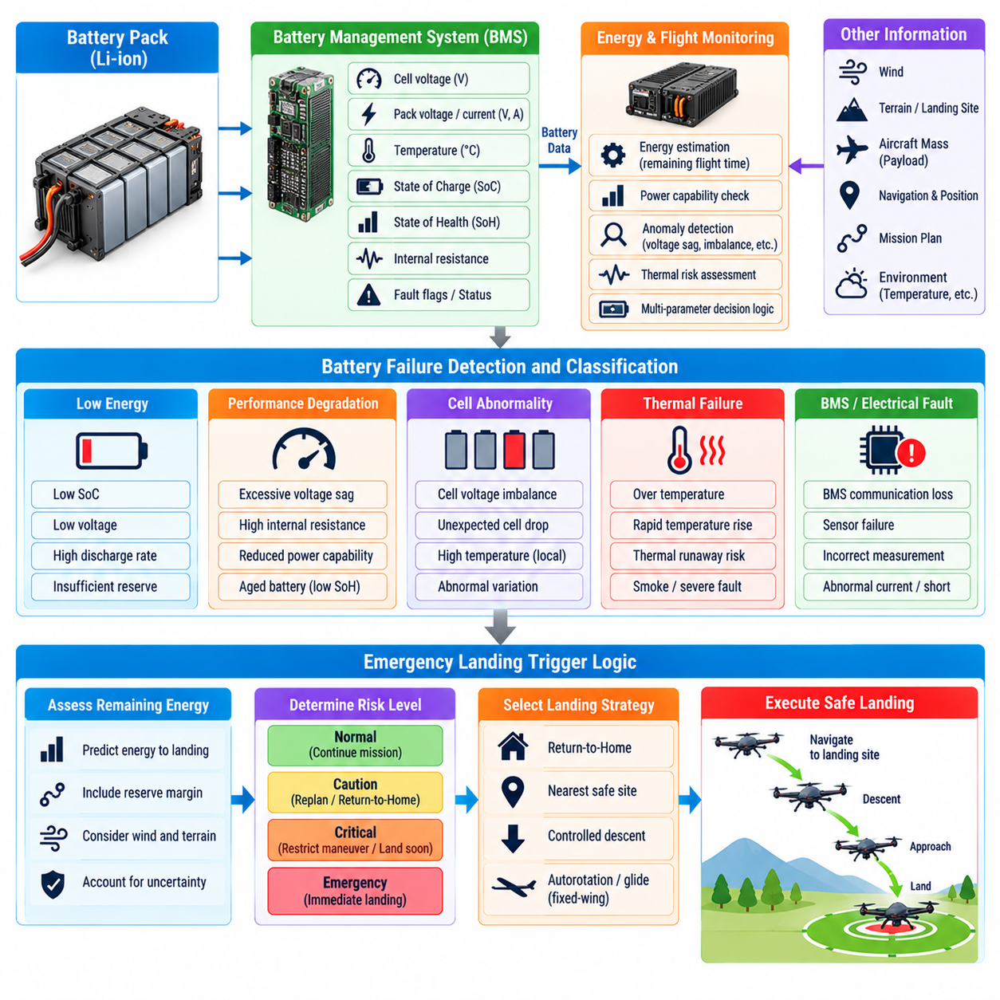 Battery Pack
(Li-ion)
Battery Management System (BMS)
Cell voltage (V)
Pack voltage / current (V, A)
Temperature (°C)
State of Charge (SoC)
State of Health (SoH)
Internal resistance
Fault flags / Status
Battery
Data
Energy & Flight Monitoring
Energy estimation
(remaining flight time)
Power capability check
Anomaly detection
(voltage sag, imbalance, etc.)
Thermal risk assessment
Multi-parameter decision logic
Other Information
Wind
Terrain / Landing Site
Aircraft Mass
(Payload)
Navigation & Position
Mission Plan
Environment
(Temperature, etc.)
Battery Failure Detection and Classification
Low Energy
Low SoC
Low voltage
High discharge rate
Insufficient reserve
Performance Degradation
Excessive voltage sag
High internal resistance
Reduced power capability
Aged battery (low SoH)
Cell Abnormality
Cell voltage imbalance
Unexpected cell drop
High temperature (local)
Abnormal variation
Thermal Failure
Over temperature
Rapid temperature rise
Thermal runaway risk
Smoke / severe fault
BMS / Electrical Fault
BMS communication loss
Sensor failure
Incorrect measurement
Abnormal current / short
Emergency Landing Trigger Logic
Assess Remaining Energy
Predict energy to landing
Include reserve margin
Consider wind and terrain
Account for uncertainty
Determine Risk Level
Normal
(Continue mission)
Caution
(Replan / Return-to-Home)
Critical
(Restrict maneuver / Land soon)
Emergency
(Immediate landing)
Select Landing Strategy
Return-to-Home
Nearest safe site
Controlled descent
Autorotation / glide
(fixed-wing)
Execute Safe Landing
Navigate
to landing site
Descent
Approach
Land